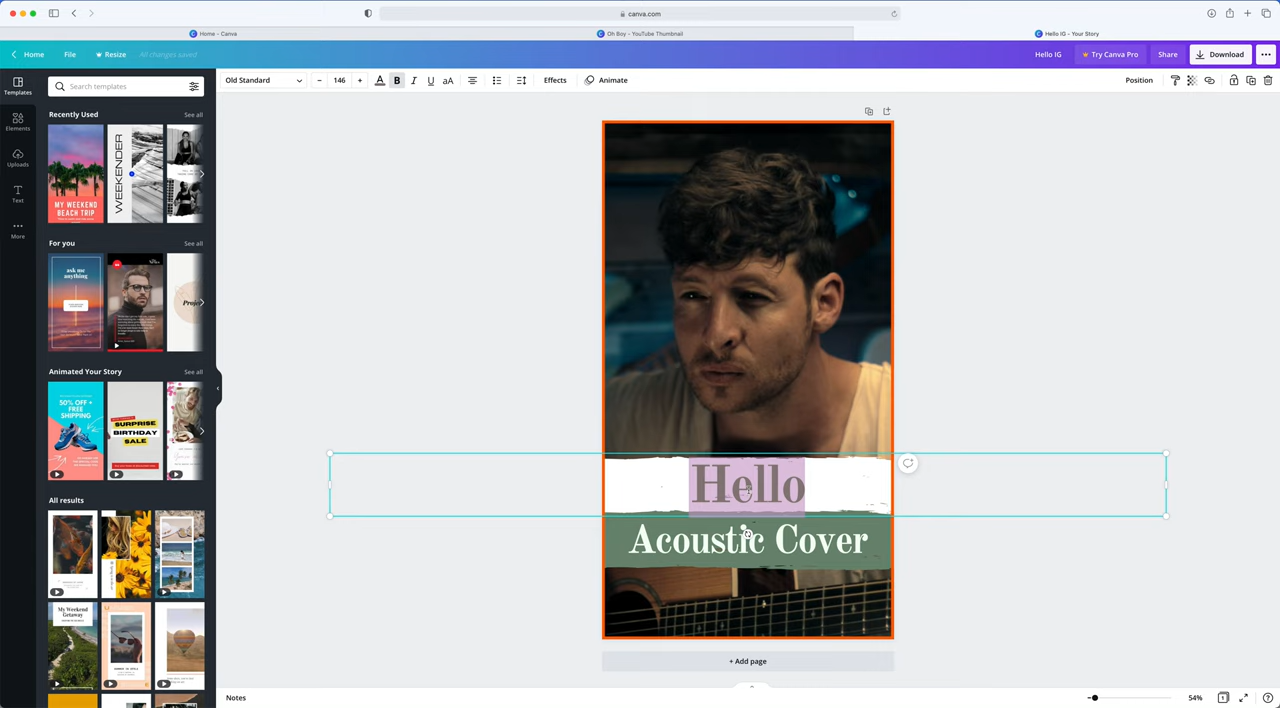 canva.com
Home – Canva
Oh Boy – YouTube Thumbnail
Hello IG – Your Story
Home
File
Resize
All changes saved
Hello IG
Try Canva Pro
Share
Download
Templates
Search templates
Old Standard
146
A
B
I
U
aA
Effects
Animate
Position
Elements
Uploads
Text
More
Recently Used
See all
MY WEEKEND
BEACH TRIP
WEEKENDER
For you
See all
ask me
anything
Animated Your Story
See all
50% OFF +
FREE
SHIPPING
SURPRISE
BIRTHDAY
SALE
All results
My Weekend
Getaway
Hello
Acoustic Cover
+ Add page
Notes
54%
1